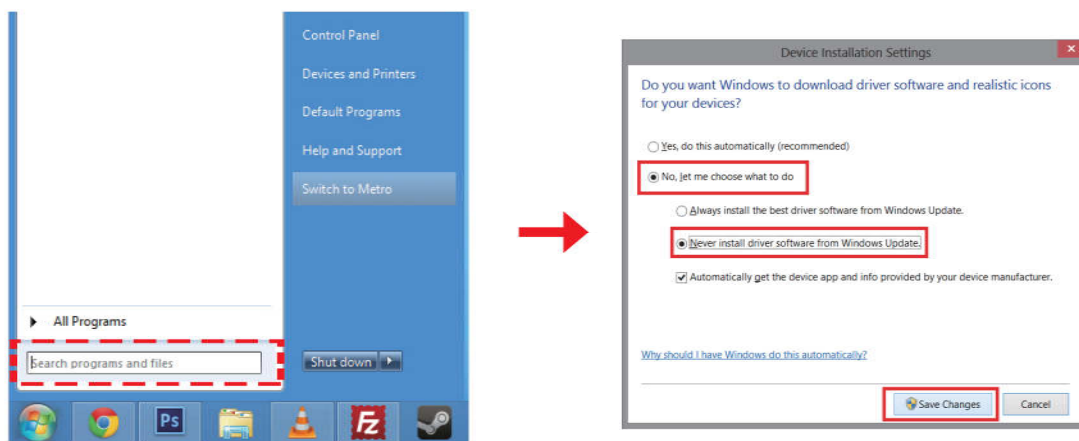 Control Panel
Devices and Printers
Default Programs
Help and Support
Switch to Metro
All Programs
Search programs and files
Shut down
Ps
Fz
Device Installation Settings
Do you want Windows to download driver software and realistic icons
for your devices?
Yes, do this automatically (recommended)
No, let me choose what to do
Always install the best driver software from Windows Update.
Never install driver software from Windows Update.
Automatically get the device app and info provided by your device manufacturer.
Why should I have Windows do this automatically?
Save Changes
Cancel